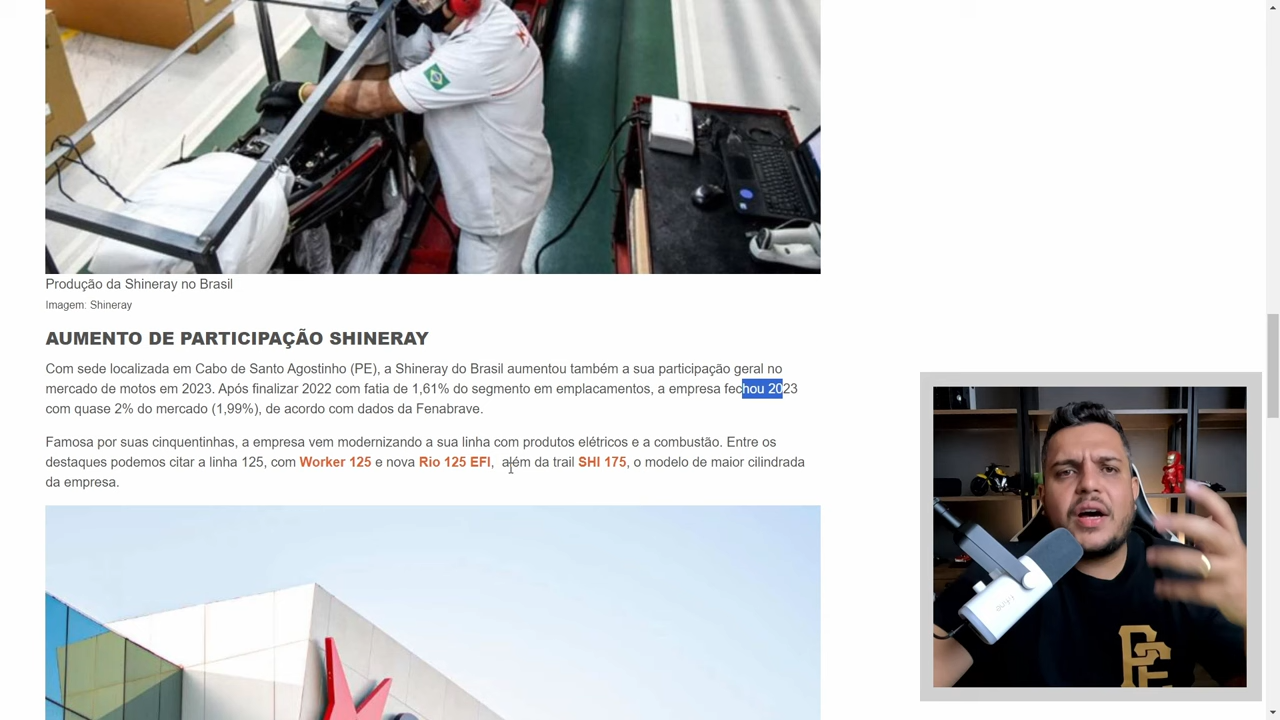 Produção da Shineray no Brasil
Imagem: Shineray
AUMENTO DE PARTICIPAÇÃO SHINERAY
Com sede localizada em Cabo de Santo Agostinho (PE), a Shineray do Brasil aumentou também a sua participação geral no
mercado de motos em 2023. Após finalizar 2022 com fatia de 1,61% do segmento em emplacamentos, a empresa fechou 2023
com quase 2% do mercado (1,99%), de acordo com dados da Fenabrave.
Famosa por suas cinquentinhas, a empresa vem modernizando a sua linha com produtos elétricos e a combustão. Entre os
destaques podemos citar a linha 125, com Worker 125 e nova Rio 125 EFI, além da trail SHI 175, o modelo de maior cilindrada
da empresa.